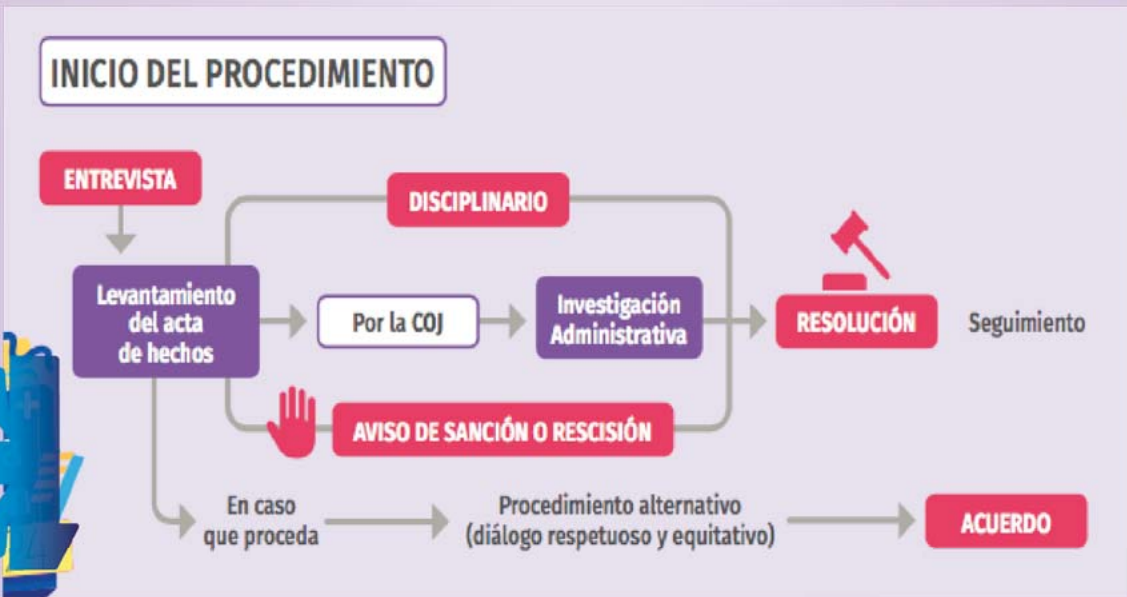 INICIO DEL PROCEDIMIENTO
ENTREVISTA
DISCIPLINARIO
Levantamiento
del acta
de hechos
Por la COJ
Investigación
Administrativa
RESOLUCIÓN
Seguimiento
AVISO DE SANCIÓN O RESCISIÓN
En caso
que proceda
Procedimiento alternativo
(diálogo respetuoso y equitativo)
ACUERDO